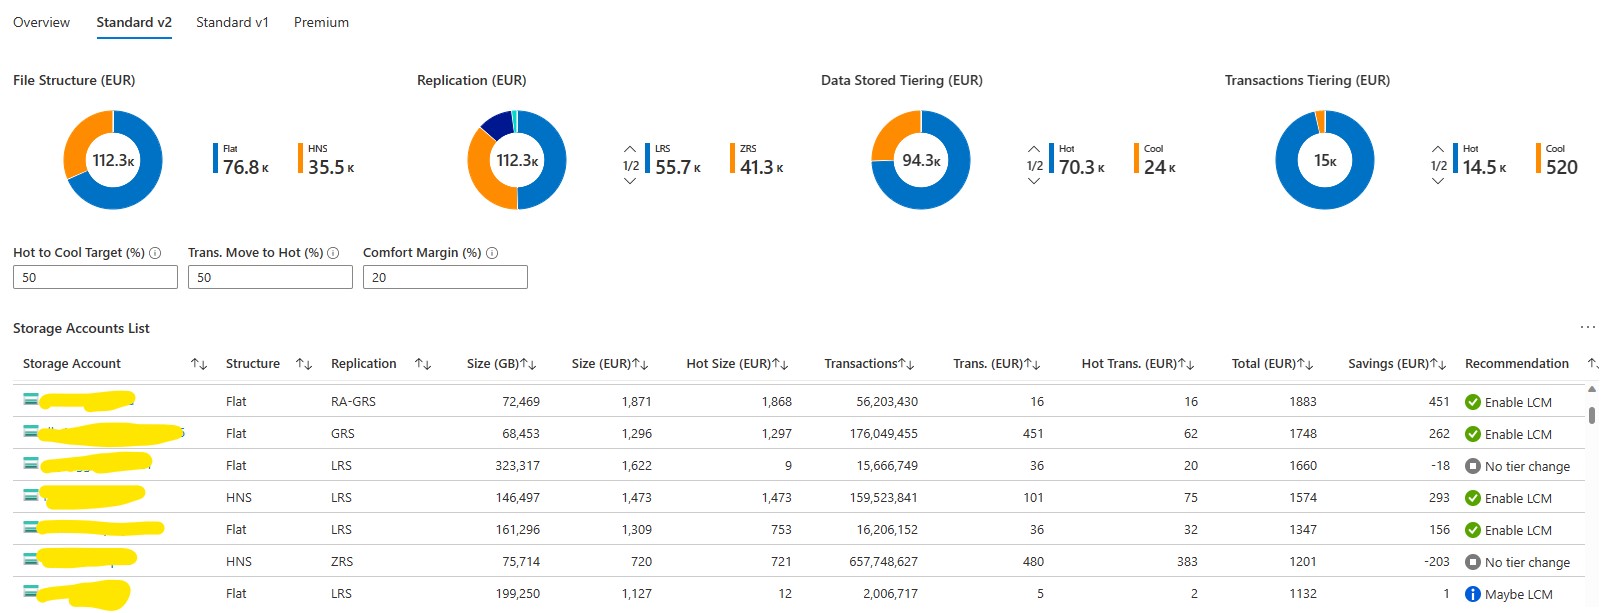 Overview Standard v2 Standard v1 Premium
File Structure (EUR) Replication (EUR) Data Stored Tiering (EUR) Transactions Tiering (EUR)
112.3K Flat 76.8 K HNS 35.5 K 112.3K 1/2 LRS 55.7 K ZRS 41.3 K 94.3K 1/2 Hot 70.3 K Cool 24 K 15K 1/2 Hot 14.5 K Cool 520
Hot to Cool Target (%) Trans. Move to Hot (%) Comfort Margin (%)
50 50 20
Storage Accounts List
Storage Account Structure Replication Size (GB) Size (EUR) Hot Size (EUR) Transactions Trans. (EUR) Hot Trans. (EUR) Total (EUR) Savings (EUR) Recommendation
Flat RA-GRS 72,469 1,871 1,868 56,203,430 16 16 1883 451 Enable LCM
Flat GRS 68,453 1,296 1,297 176,049,455 451 62 1748 262 Enable LCM
Flat LRS 323,317 1,622 9 15,666,749 36 20 1660 -18 No tier change
HNS LRS 146,497 1,473 1,473 159,523,841 101 75 1574 293 Enable LCM
Flat LRS 161,296 1,309 753 16,206,152 36 32 1347 156 Enable LCM
HNS ZRS 75,714 720 721 657,748,627 480 383 1201 -203 No tier change
Flat LRS 199,250 1,127 12 2,006,717 5 2 1132 1 Maybe LCM